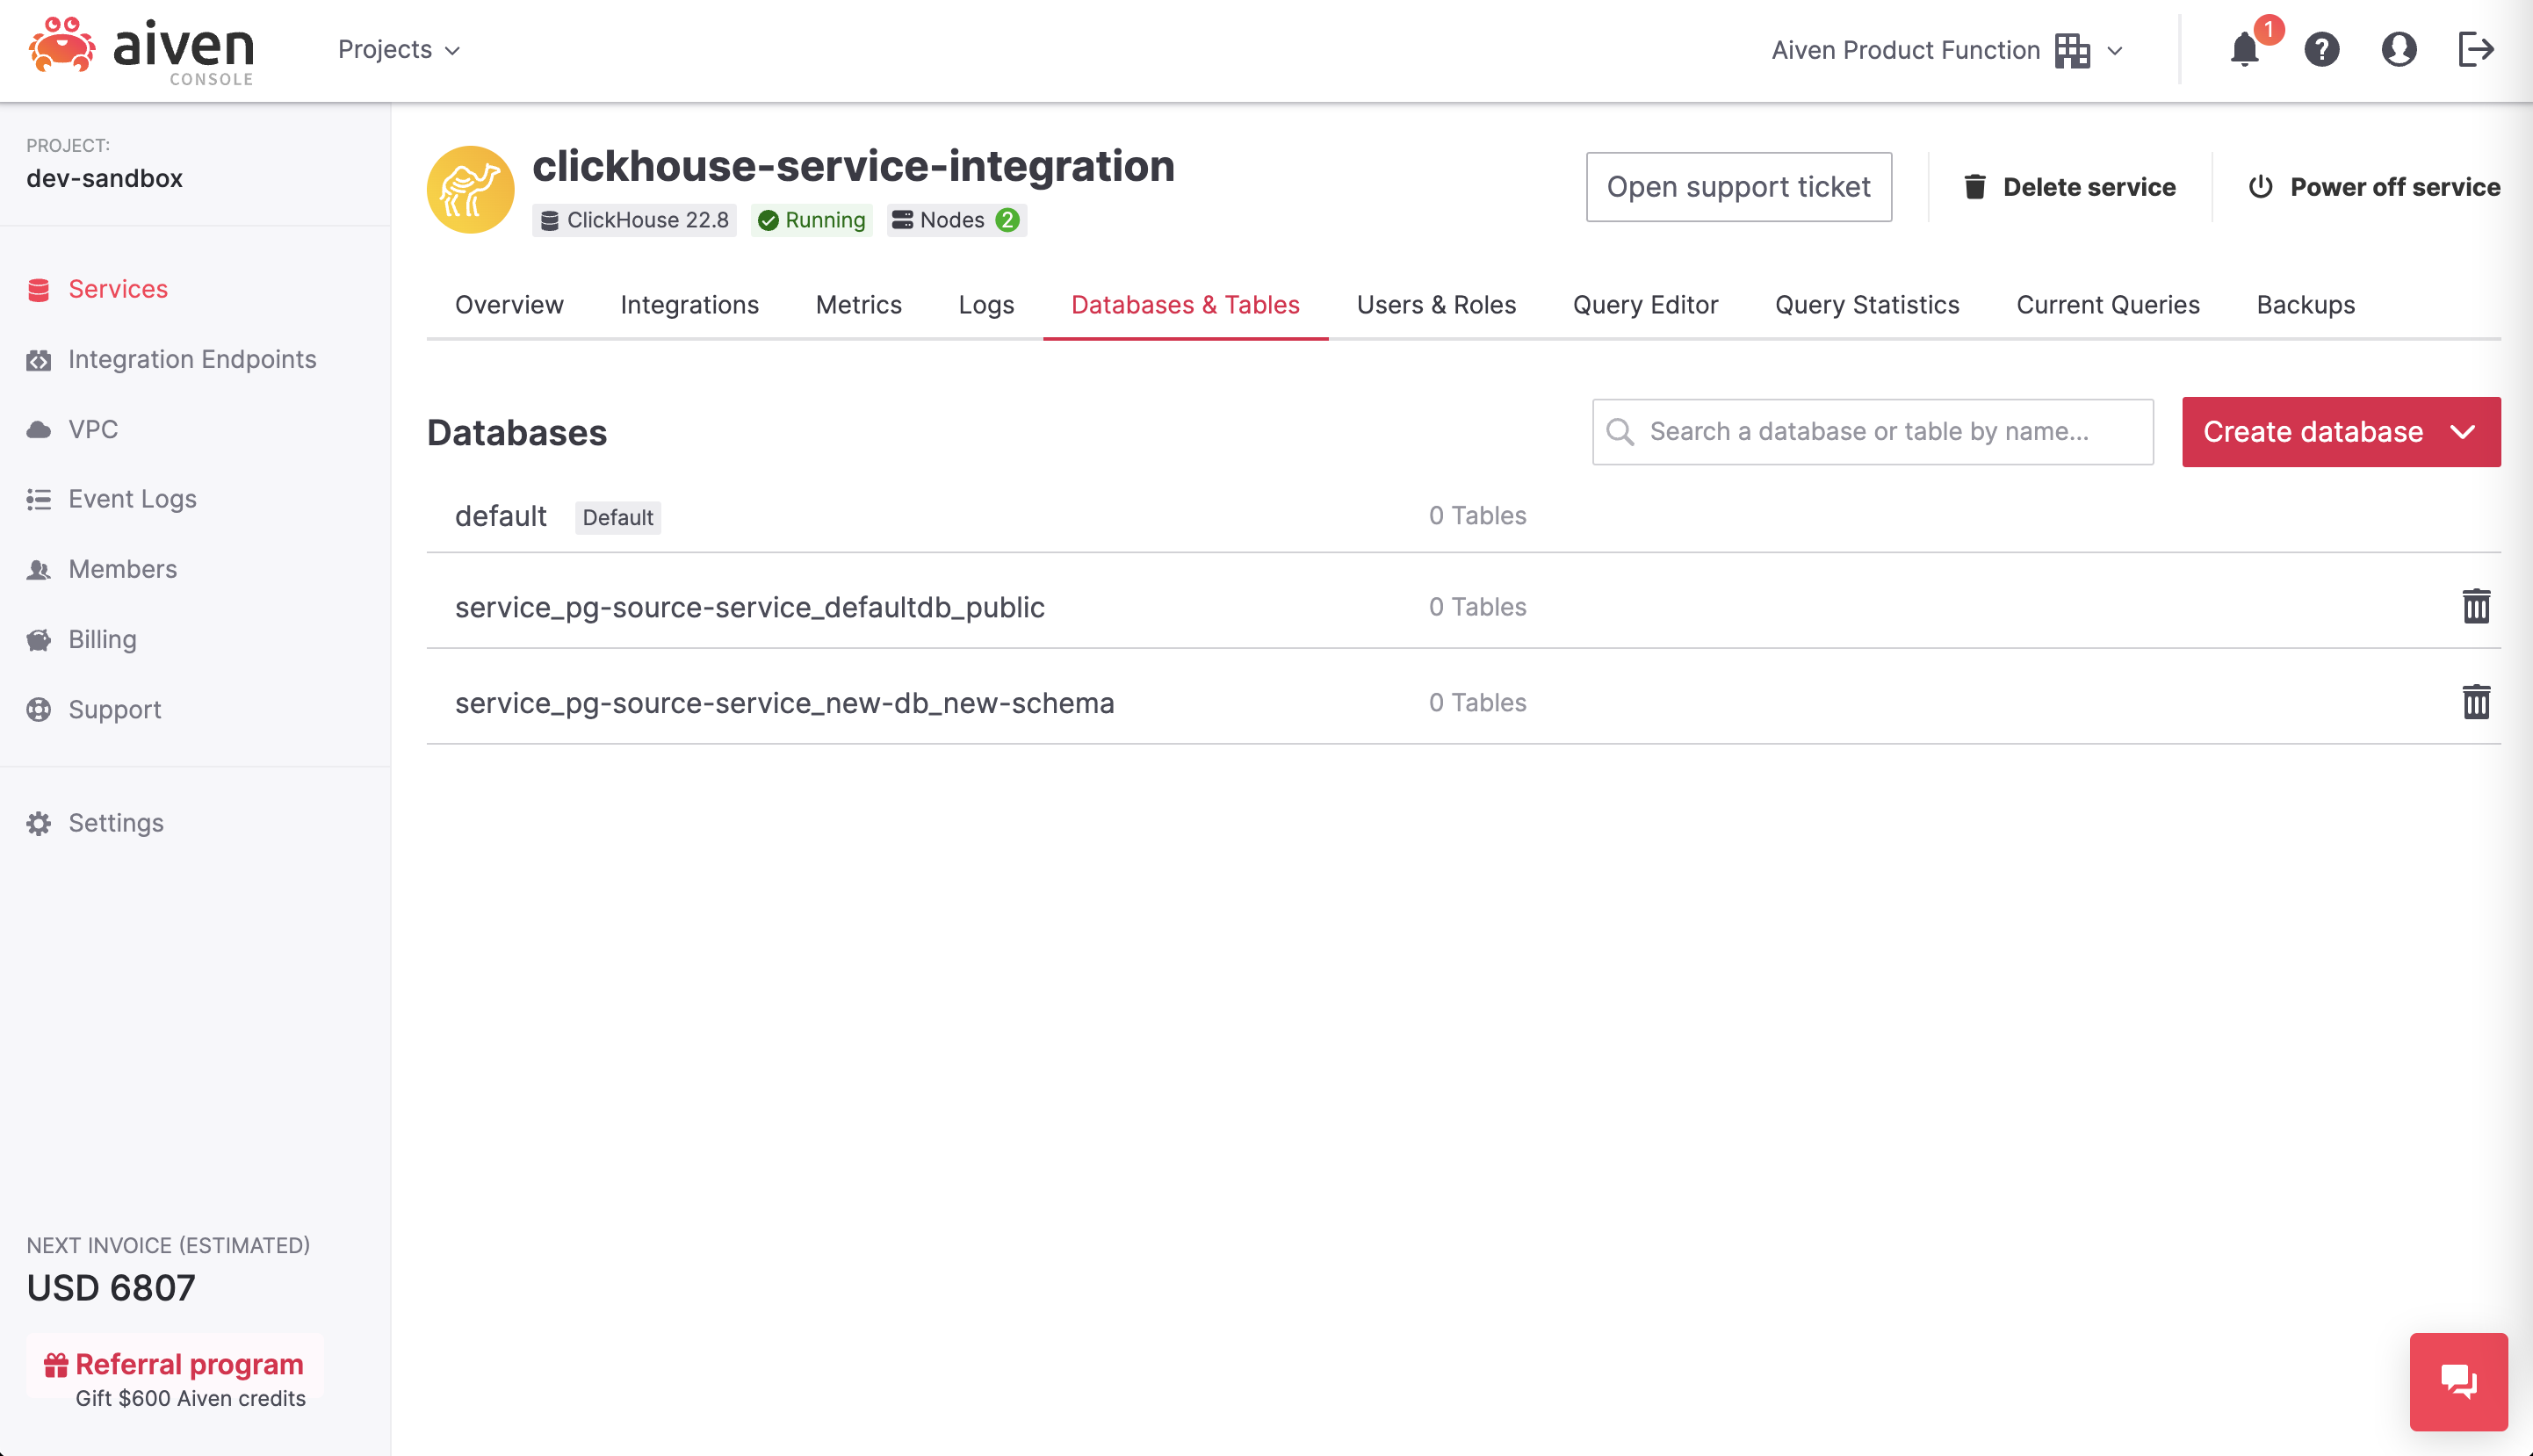 aiven
CONSOLE
Projects
Aiven Product Function
1
PROJECT:
dev-sandbox
Services
Integration Endpoints
VPC
Event Logs
Members
Billing
Support
Settings
NEXT INVOICE (ESTIMATED)
USD 6807
Referral program
Gift $600 Aiven credits
clickhouse-service-integration
ClickHouse 22.8 Running Nodes 2
Open support ticket
Delete service
Power off service
Overview Integrations Metrics Logs Databases & Tables Users & Roles Query Editor Query Statistics Current Queries Backups
Databases
Search a database or table by name...
Create database
default Default 0 Tables
service_pg-source-service_defaultdb_public 0 Tables
service_pg-source-service_new-db_new-schema 0 Tables